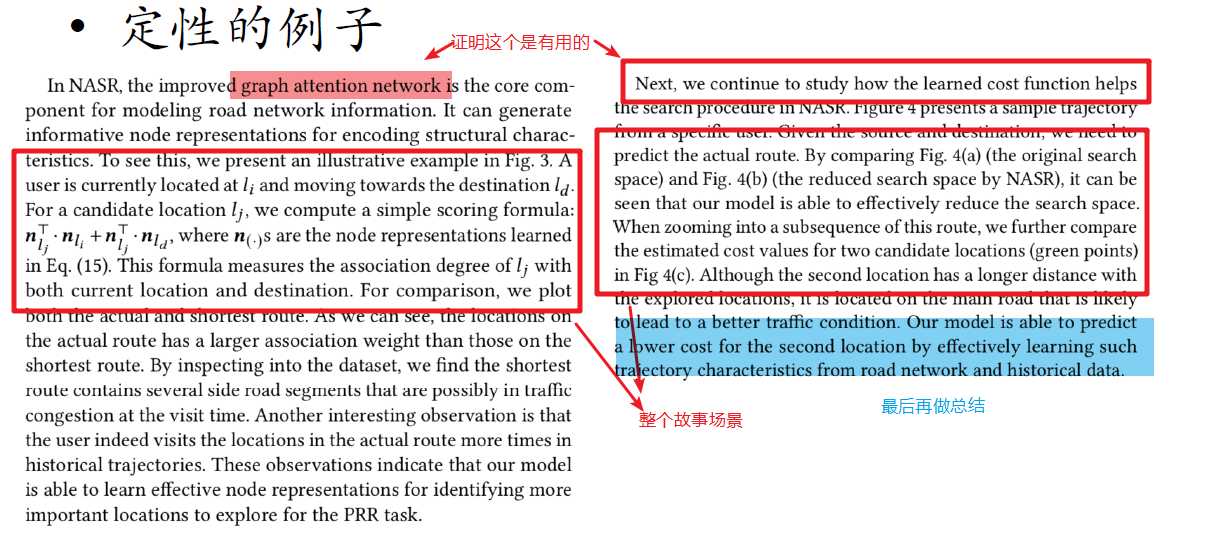 • 定性的例子
证明这个是有用的
In NASR, the improved graph attention network is the core com-
ponent for modeling road network information. It can generate
informative node representations for encoding structural charac-
teristics. To see this, we present an illustrative example in Fig. 3. A
user is currently located at lᵢ and moving towards the destination l_d.
For a candidate location lⱼ, we compute a simple scoring formula:
n⊤_{lⱼ} · n_{lᵢ} + n⊤_{lⱼ} · n_{l_d}, where n₍.₎s are the node representations learned
in Eq. (15). This formula measures the association degree of lⱼ with
both current location and destination. For comparison, we plot
both the actual and shortest route. As we can see, the locations on
the actual route has a larger association weight than those on the
shortest route. By inspecting into the dataset, we find the shortest
route contains several side road segments that are possibly in traffic
congestion at the visit time. Another interesting observation is that
the user indeed visits the locations in the actual route more times in
historical trajectories. These observations indicate that our model
is able to learn effective node representations for identifying more
important locations to explore for the PRR task.
Next, we continue to study how the learned cost function helps
the search procedure in NASR. Figure 4 presents a sample trajectory
from a specific user. Given the source and destination, we need to
predict the actual route. By comparing Fig. 4(a) (the original search
space) and Fig. 4(b) (the reduced search space by NASR), it can be
seen that our model is able to effectively reduce the search space.
When zooming into a subsequence of this route, we further compare
the estimated cost values for two candidate locations (green points)
in Fig 4(c). Although the second location has a longer distance with
the explored locations, it is located on the main road that is likely
to lead to a better traffic condition. Our model is able to predict
a lower cost for the second location by effectively learning such
trajectory characteristics from road network and historical data.
最后再做总结
整个故事场景